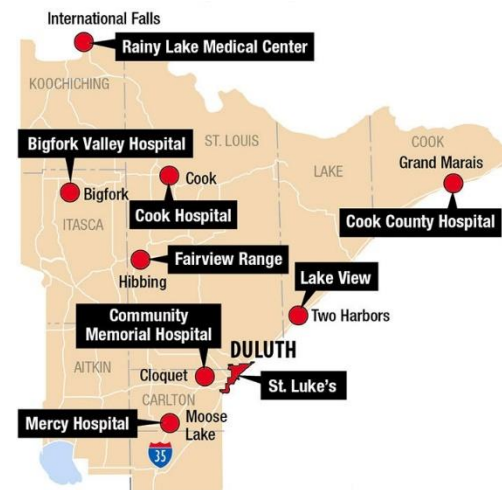 International Falls
Rainy Lake Medical Center
KOOCHICHING
Bigfork Valley Hospital
ST. LOUIS
COOK
Grand Marais
LAKE
Cook
Bigfork
Cook Hospital
Cook County Hospital
ITASCA
Fairview Range
Hibbing
Lake View
Community
Memorial Hospital
Two Harbors
DULUTH
AITKIN
Cloquet
St. Luke's
CARLTON
Mercy Hospital
Moose
Lake
35